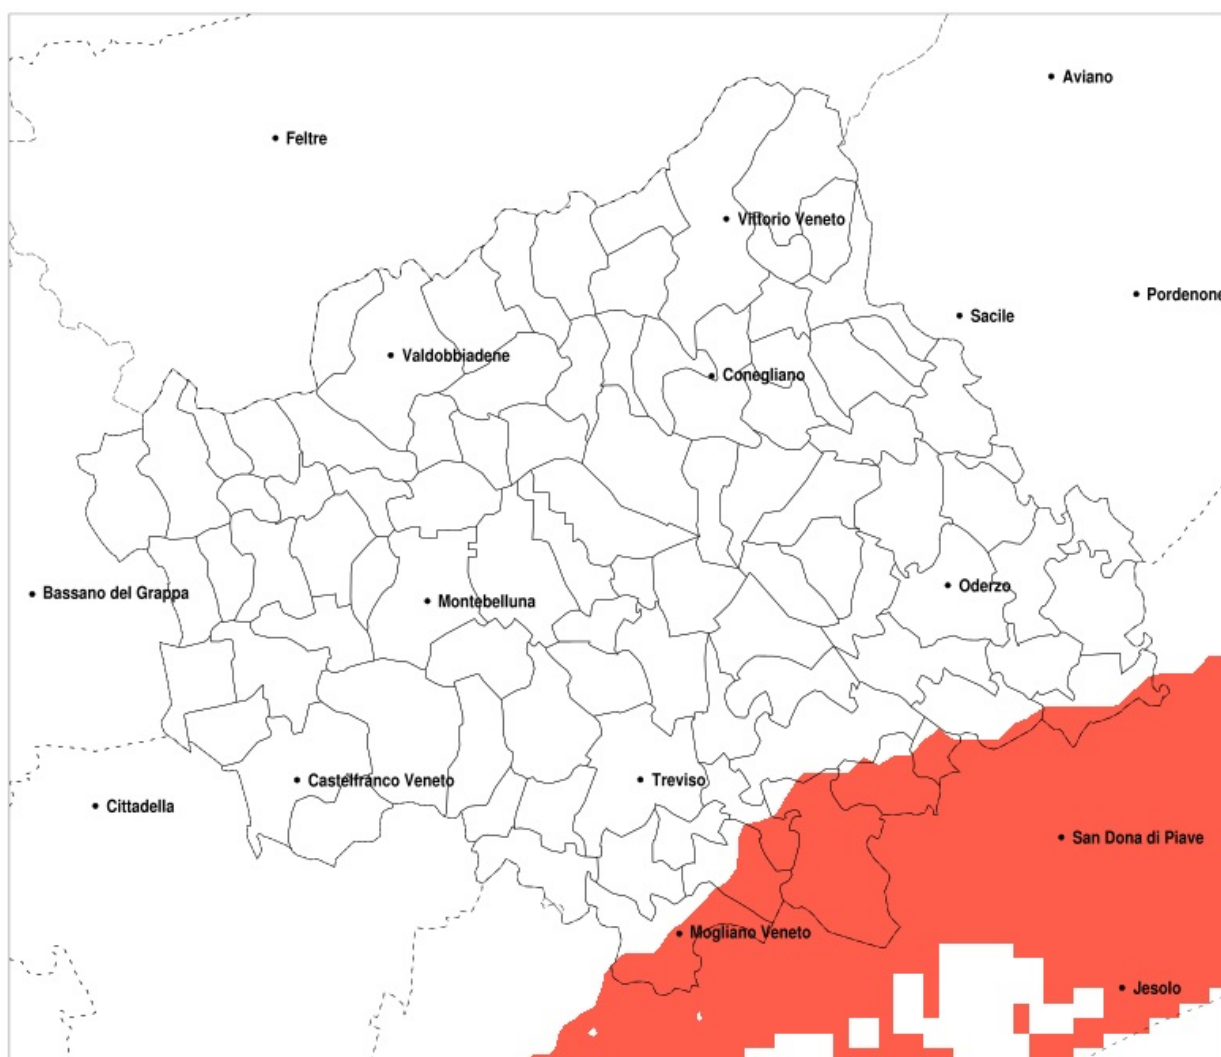 Aviano
Feltre
Vittorio Veneto
Pordenone
Sacile
Valdobbiadene
Conegliano
Oderzo
Bassano del Grappa
Montebelluna
Castelfranco Veneto
Treviso
Cittadella
San Dona di Piave
Mogliano Veneto
Jesolo